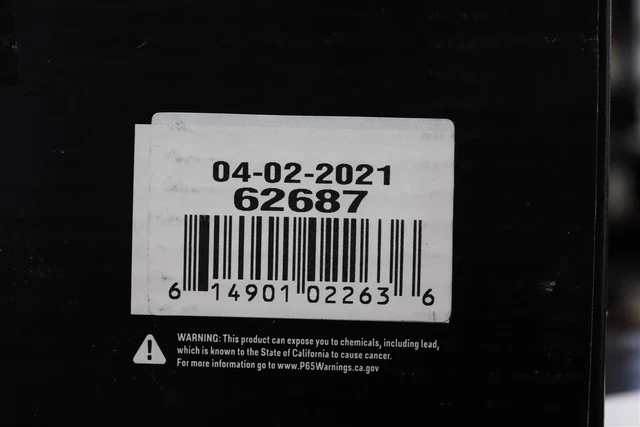 04-02-2021
62687
6 14901 02263 6
WARNING: This product can expose you to chemicals, including lead,
which is known to the State of California to cause cancer.
For more information go to www.P65Warnings.ca.gov